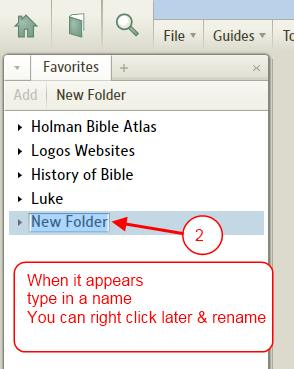 File Guides To
Favorites
Add New Folder
Holman Bible Atlas
Logos Websites
History of Bible
Luke
New Folder
2
When it appears
type in a name
You can right click later & rename